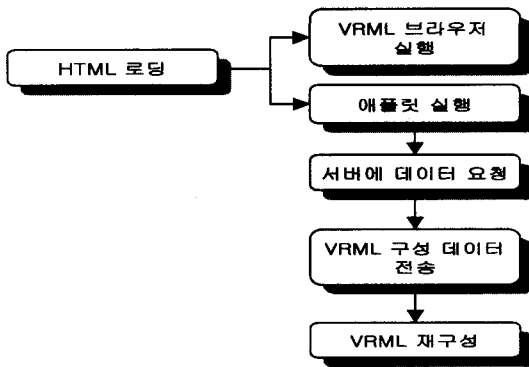 VRML 브라우저
실행
HTML 로딩
애플릿 실행
서버에 데이터 요청
VRML 구성 데이터
전송
VRML 재구성